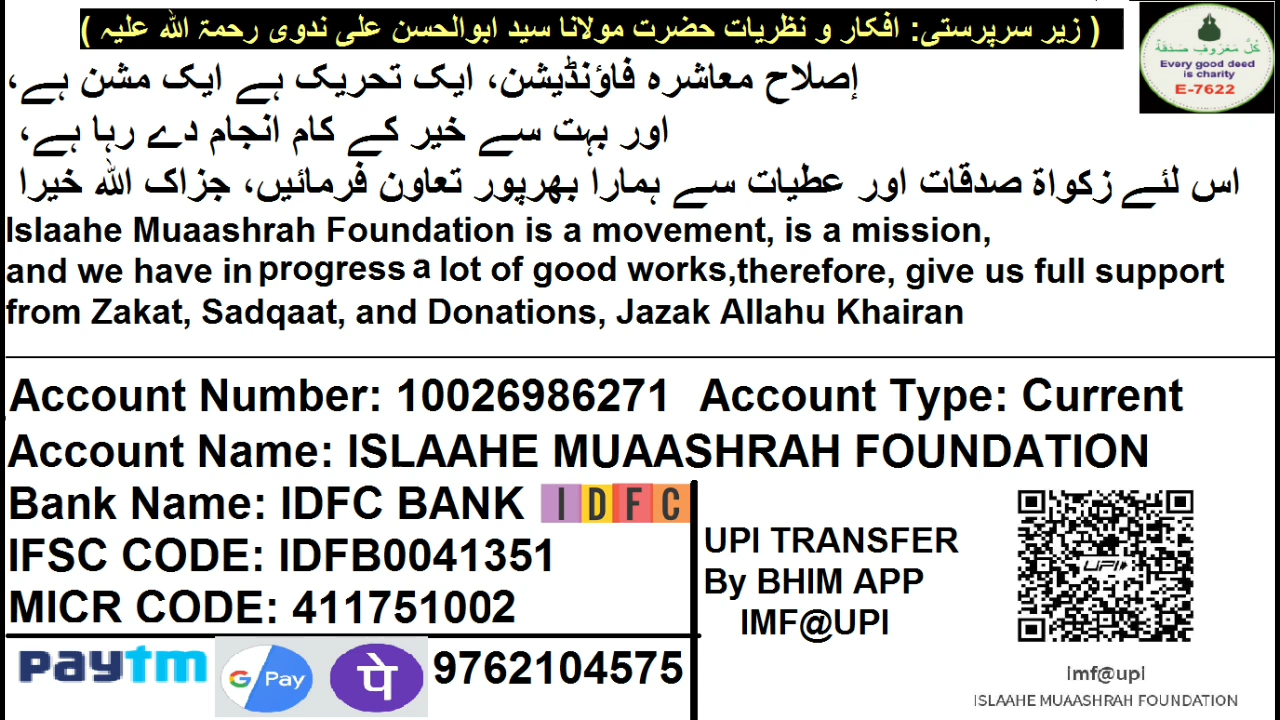 ( زیر سرپرستی: افکار و نظریات حضرت مولانا سید ابوالحسن علی ندوی رحمۃ اللہ علیہ )
كُلُّ مَعْرُوفٍ صَدَقَةٌ
Every good deed
is charity
E-7622
إصلاح معاشرہ فاؤنڈیشن، ایک تحریک ہے ایک مشن ہے،
اور بہت سے خیر کے کام انجام دے رہا ہے،
اس لئے زکواۃ صدقات اور عطیات سے ہمارا بھرپور تعاون فرمائیں، جزاک اللہ خیرا
Islaahe Muaashrah Foundation is a movement, is a mission,
and we have in progress a lot of good works,therefore, give us full support
from Zakat, Sadqaat, and Donations, Jazak Allahu Khairan
Account Number: 10026986271 Account Type: Current
Account Name: ISLAAHE MUAASHRAH FOUNDATION
Bank Name: IDFC BANK IDFC
IFSC CODE: IDFB0041351
MICR CODE: 411751002
paytm G Pay पे 9762104575
UPI TRANSFER
By BHIM APP
IMF@UPI
UPI
imf@upi
ISLAAHE MUAASHRAH FOUNDATION